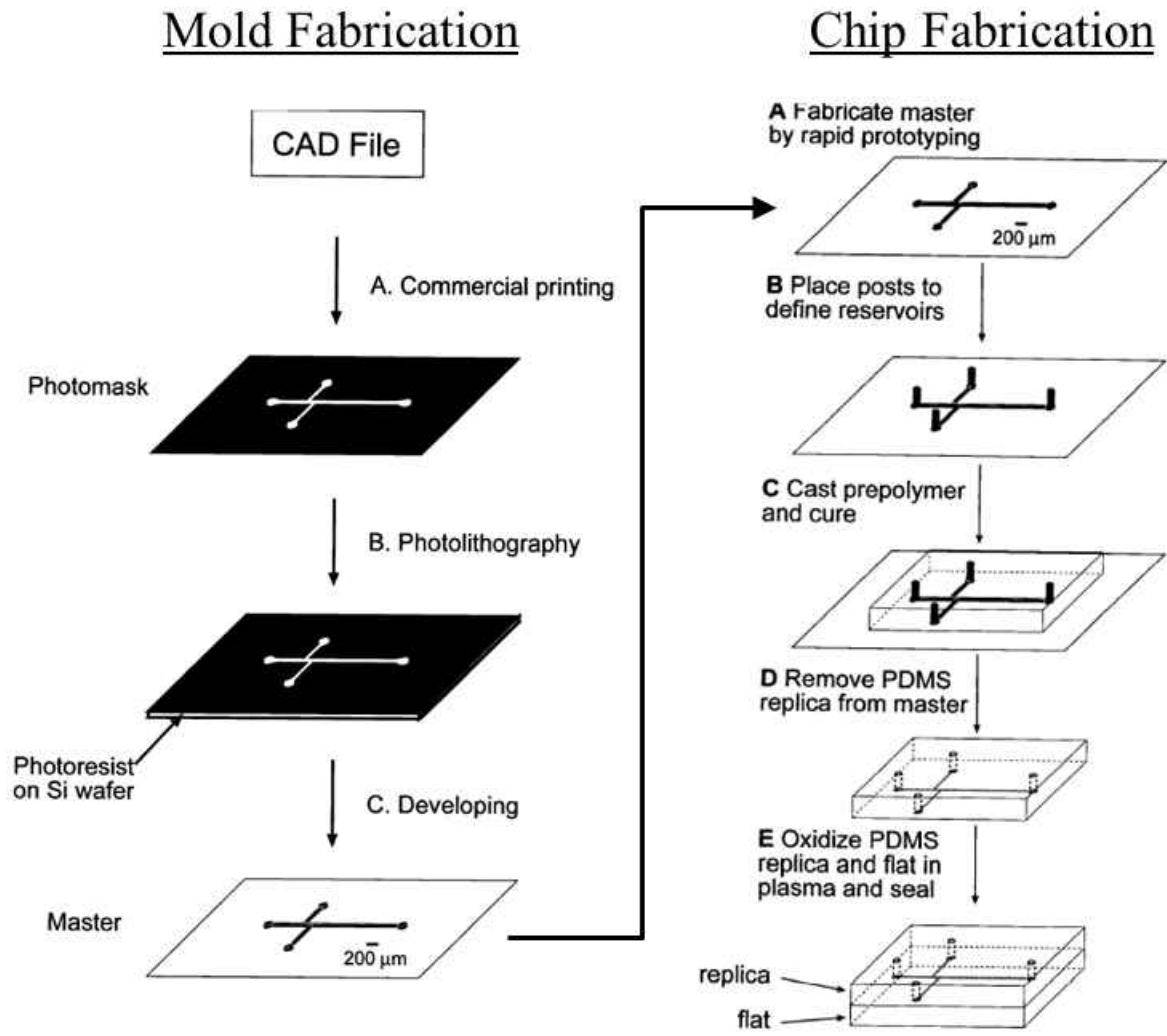 Mold Fabrication
CAD File
A. Commercial printing
Photomask
B. Photolithography
Photoresist
on Si wafer
C. Developing
Master
200 µm
Chip Fabrication
A Fabricate master
by rapid prototyping
200 µm
B Place posts to
define reservoirs
C Cast prepolymer
and cure
D Remove PDMS
replica from master
E Oxidize PDMS
replica and flat in
plasma and seal
replica
flat